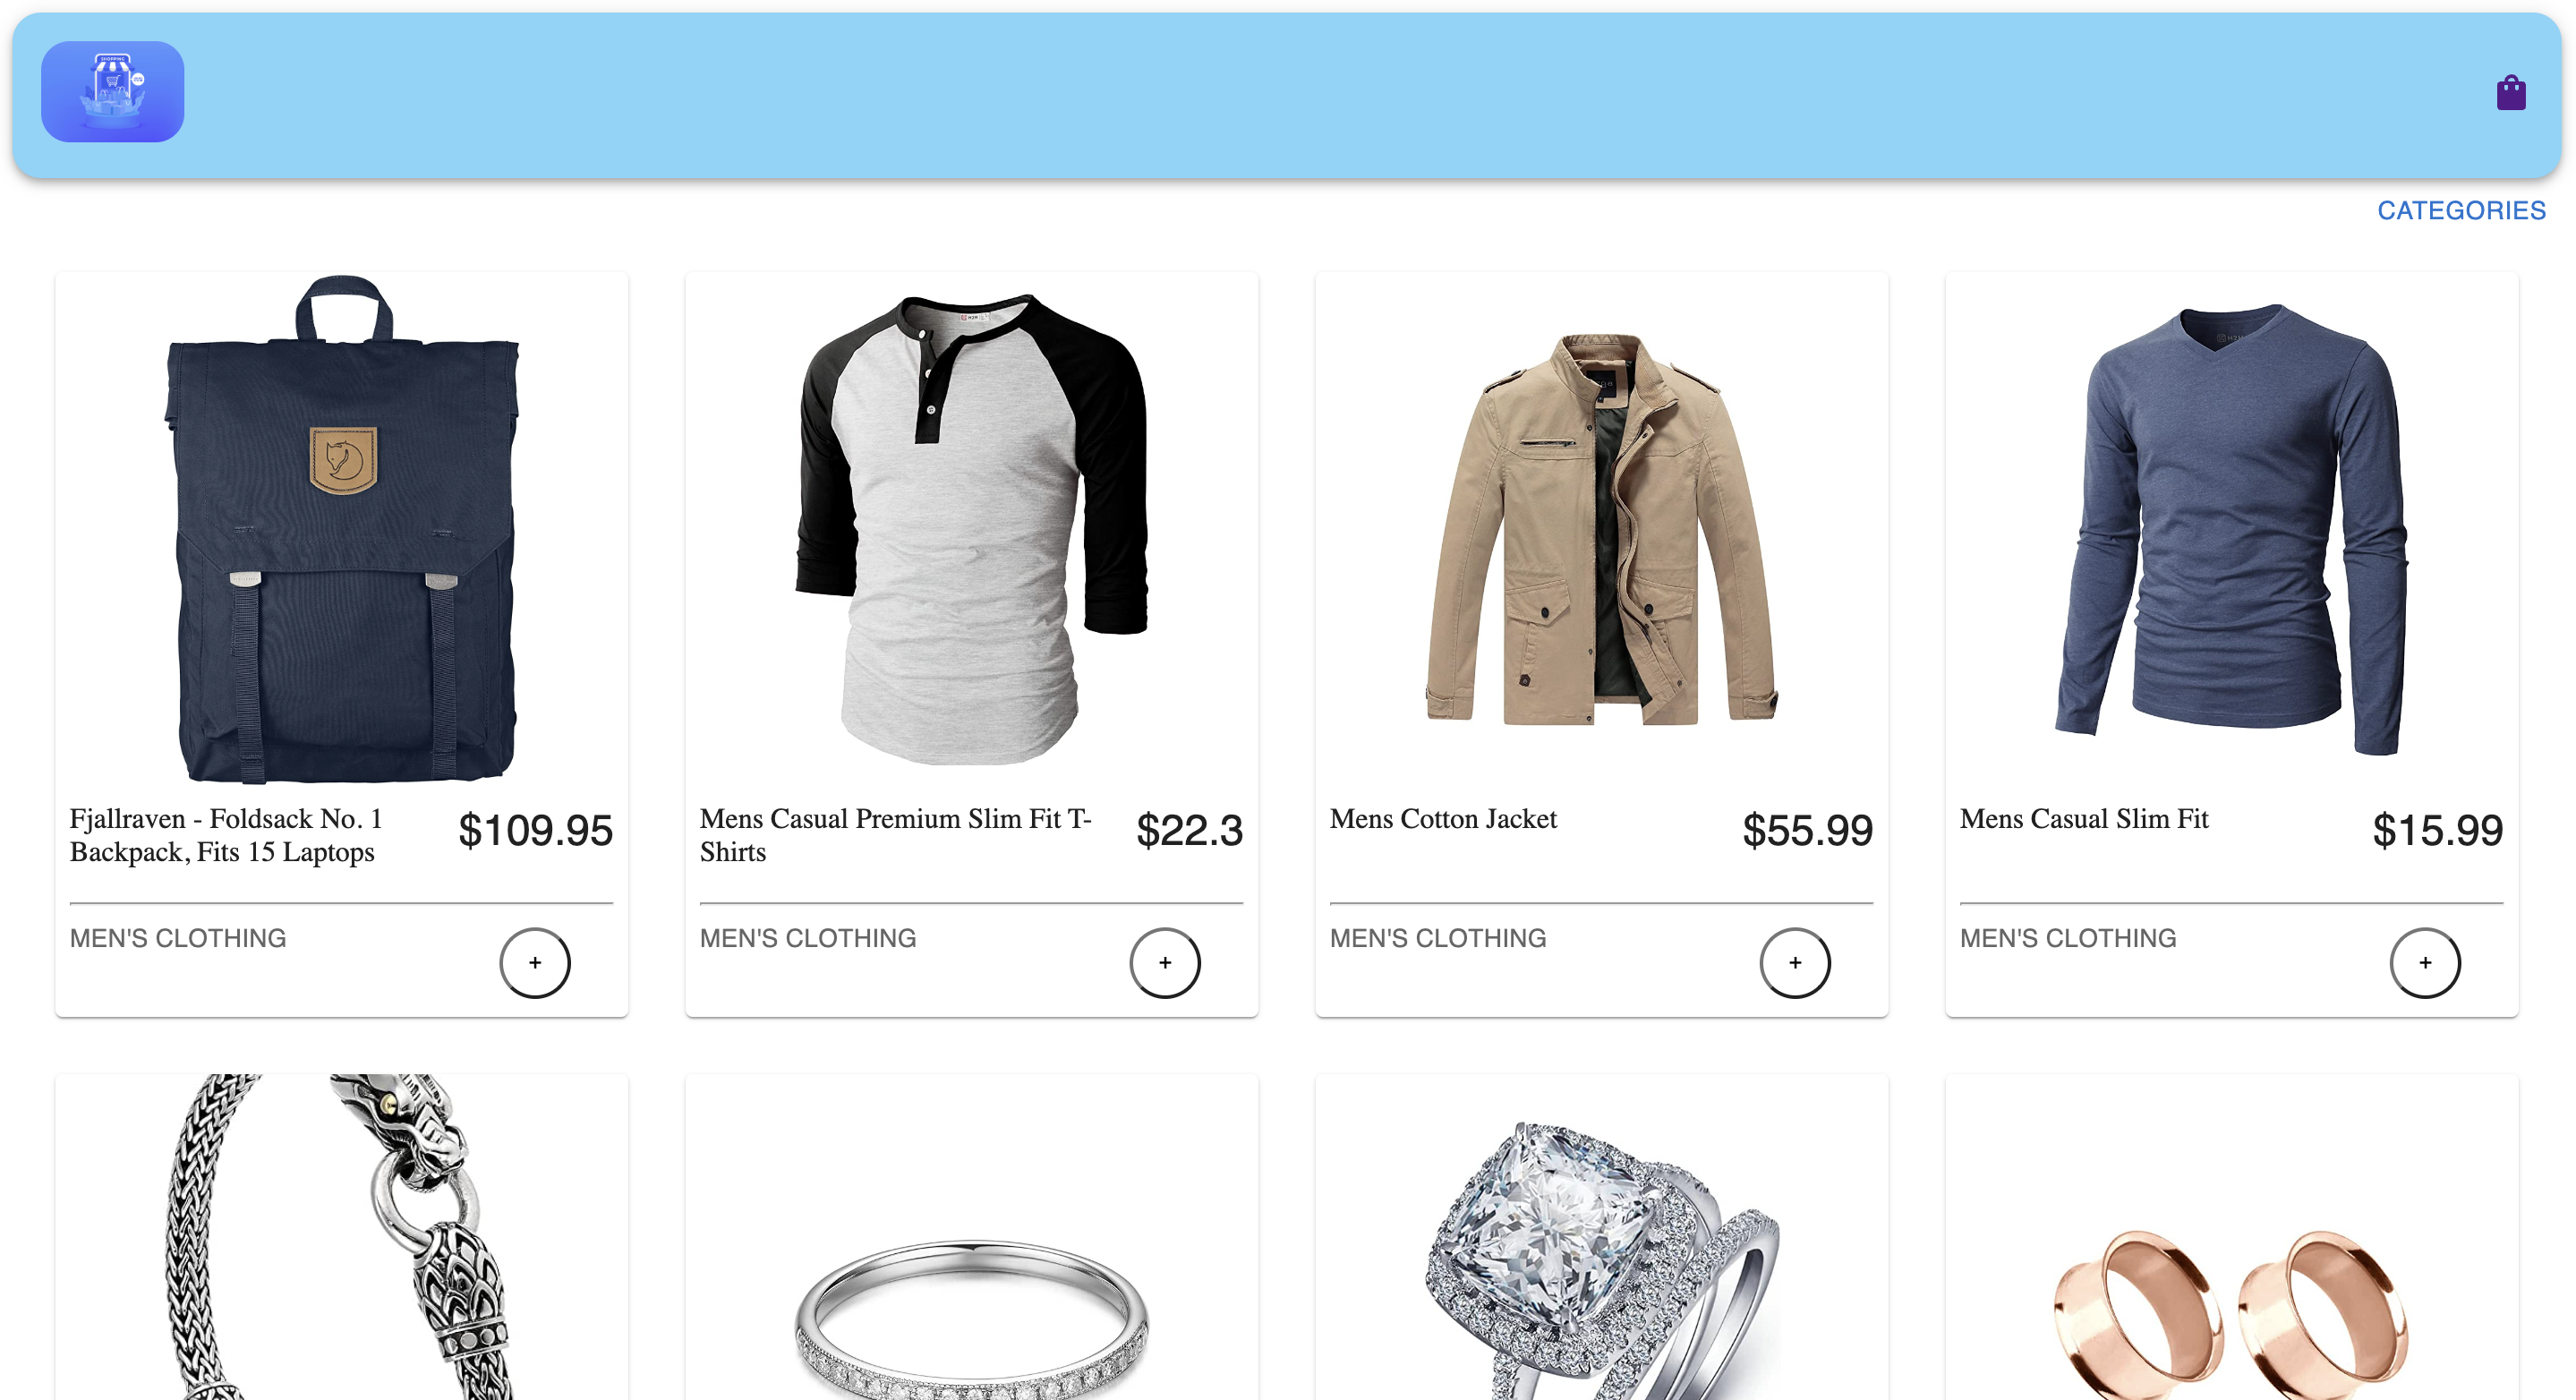 SHOPPING
CATEGORIES
Fjallraven - Foldsack No. 1
Backpack, Fits 15 Laptops
$109.95
Mens Casual Premium Slim Fit T-
Shirts
$22.3
Mens Cotton Jacket
$55.99
Mens Casual Slim Fit
$15.99
MEN'S CLOTHING
+
MEN'S CLOTHING
+
MEN'S CLOTHING
+
MEN'S CLOTHING
+